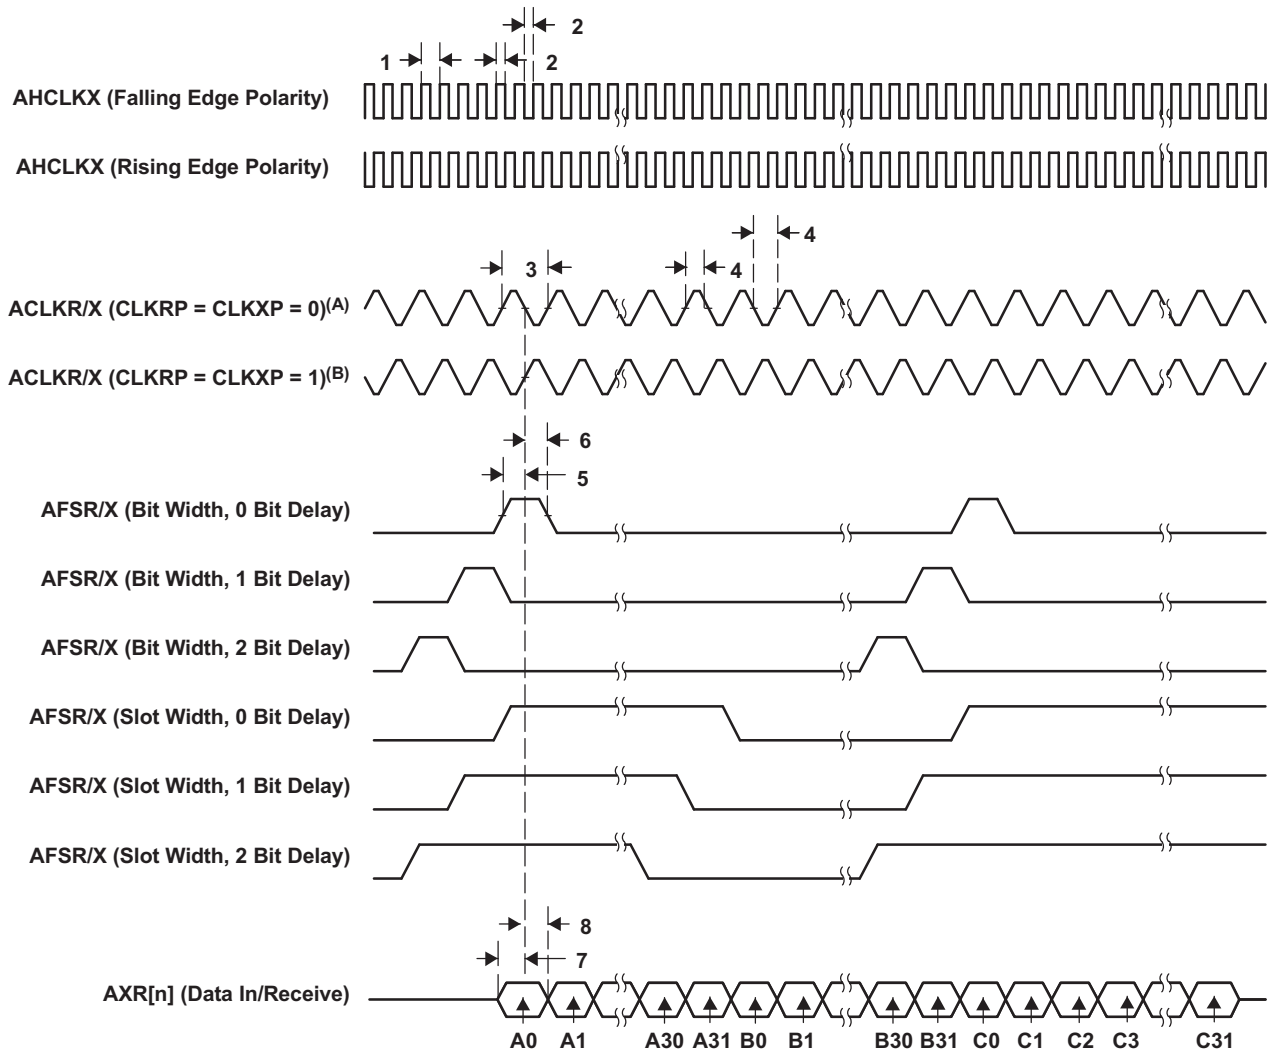 2
1
2
AHCLKX (Falling Edge Polarity)
AHCLKX (Rising Edge Polarity)
4
3
4
ACLKR/X (CLKRP = CLKXP = 0)(A)
ACLKR/X (CLKRP = CLKXP = 1)(B)
6
5
AFSR/X (Bit Width, 0 Bit Delay)
AFSR/X (Bit Width, 1 Bit Delay)
AFSR/X (Bit Width, 2 Bit Delay)
AFSR/X (Slot Width, 0 Bit Delay)
AFSR/X (Slot Width, 1 Bit Delay)
AFSR/X (Slot Width, 2 Bit Delay)
8
7
AXR[n] (Data In/Receive)
A0 A1 A30 A31 B0 B1 B30 B31 C0 C1 C2 C3 C31